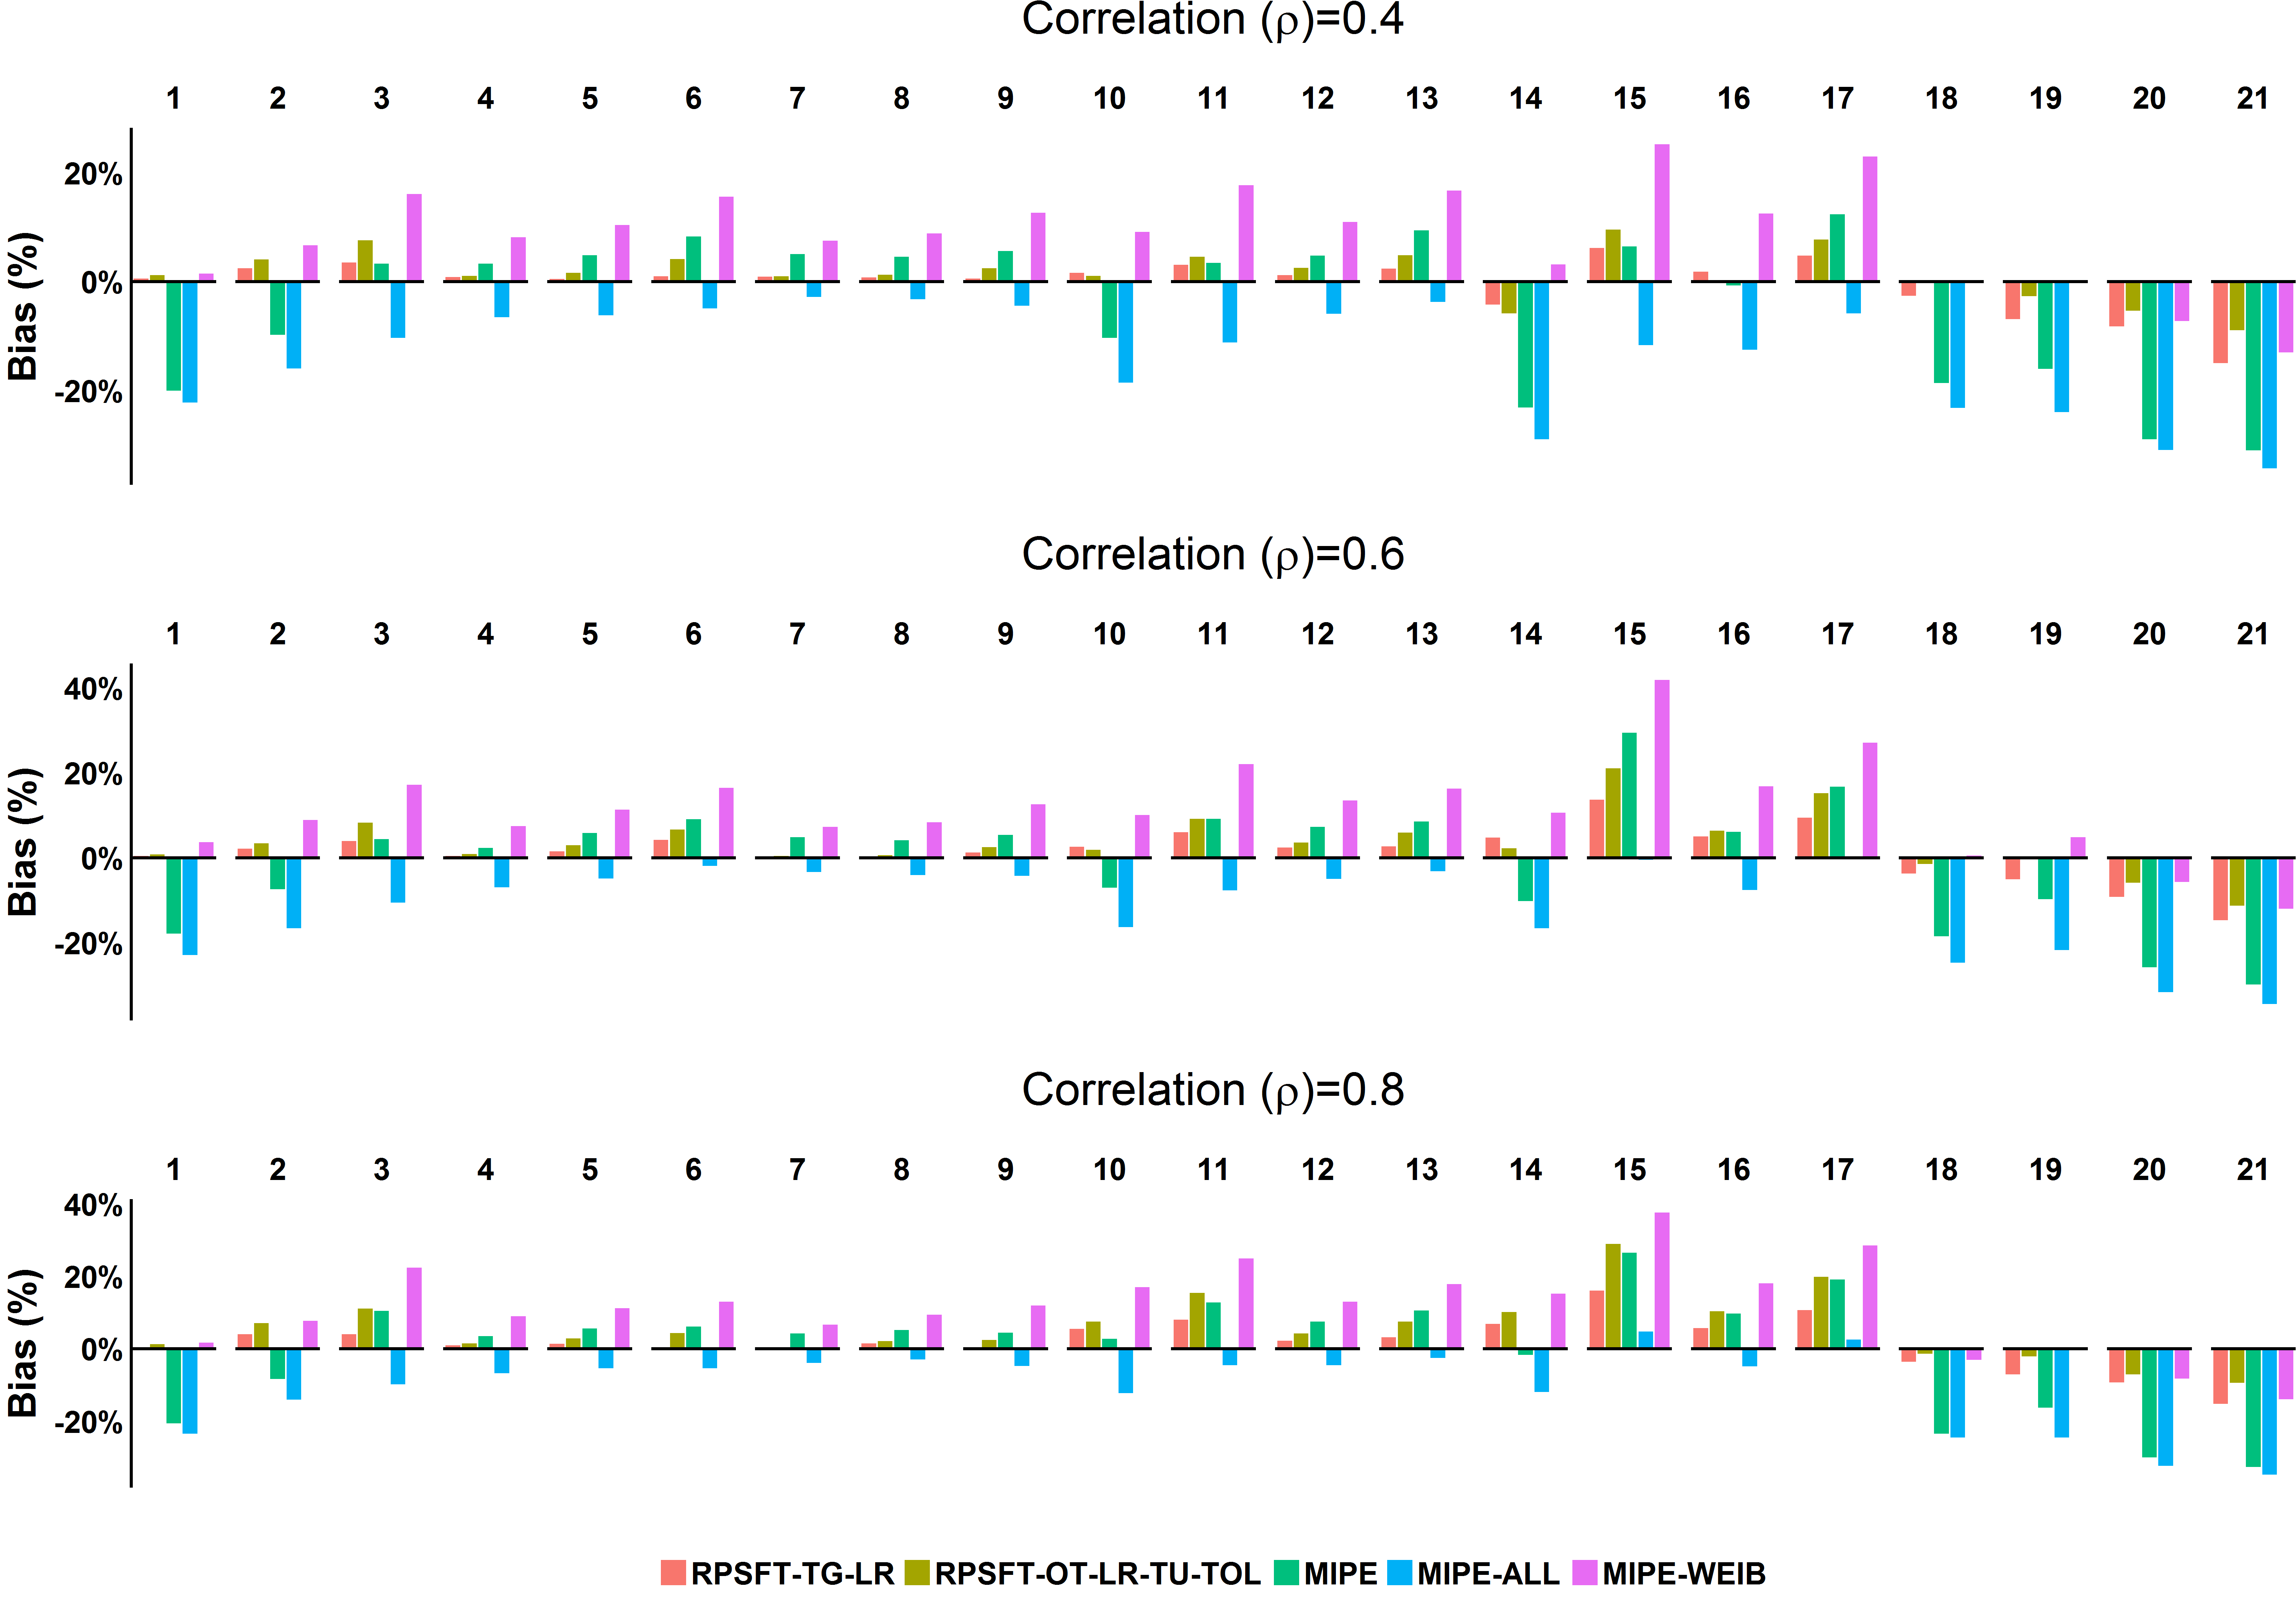 Correlation (ρ)=0.4
1 2 3 4 5 6 7 8 9 10 11 12 13 14 15 16 17 18 19 20 21
20%
0%
-20%
Bias (%)
Correlation (ρ)=0.6
1 2 3 4 5 6 7 8 9 10 11 12 13 14 15 16 17 18 19 20 21
40%
20%
0%
-20%
Bias (%)
Correlation (ρ)=0.8
1 2 3 4 5 6 7 8 9 10 11 12 13 14 15 16 17 18 19 20 21
40%
20%
0%
-20%
Bias (%)
RPSFT-TG-LR RPSFT-OT-LR-TU-TOL MIPE MIPE-ALL MIPE-WEIB